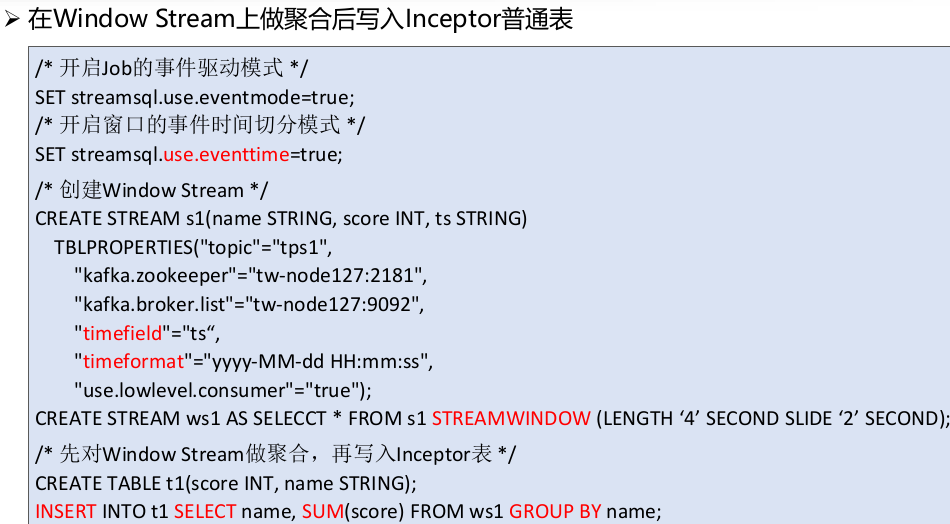 ➢ 在Window Stream上做聚合后写入Inceptor普通表
/* 开启Job的事件驱动模式 */
SET streamsql.use.eventmode=true;
/* 开启窗口的事件时间切分模式 */
SET streamsql.use.eventtime=true;
/* 创建Window Stream */
CREATE STREAM s1(name STRING, score INT, ts STRING)
TBLPROPERTIES("topic"="tps1",
"kafka.zookeeper"="tw-node127:2181",
"kafka.broker.list"="tw-node127:9092",
"timefield"="ts“,
"timeformat"="yyyy-MM-dd HH:mm:ss",
"use.lowlevel.consumer"="true");
CREATE STREAM ws1 AS SELECCT * FROM s1 STREAMWINDOW (LENGTH ‘4’ SECOND SLIDE ‘2’ SECOND);
/* 先对Window Stream做聚合，再写入Inceptor表 */
CREATE TABLE t1(score INT, name STRING);
INSERT INTO t1 SELECT name, SUM(score) FROM ws1 GROUP BY name;